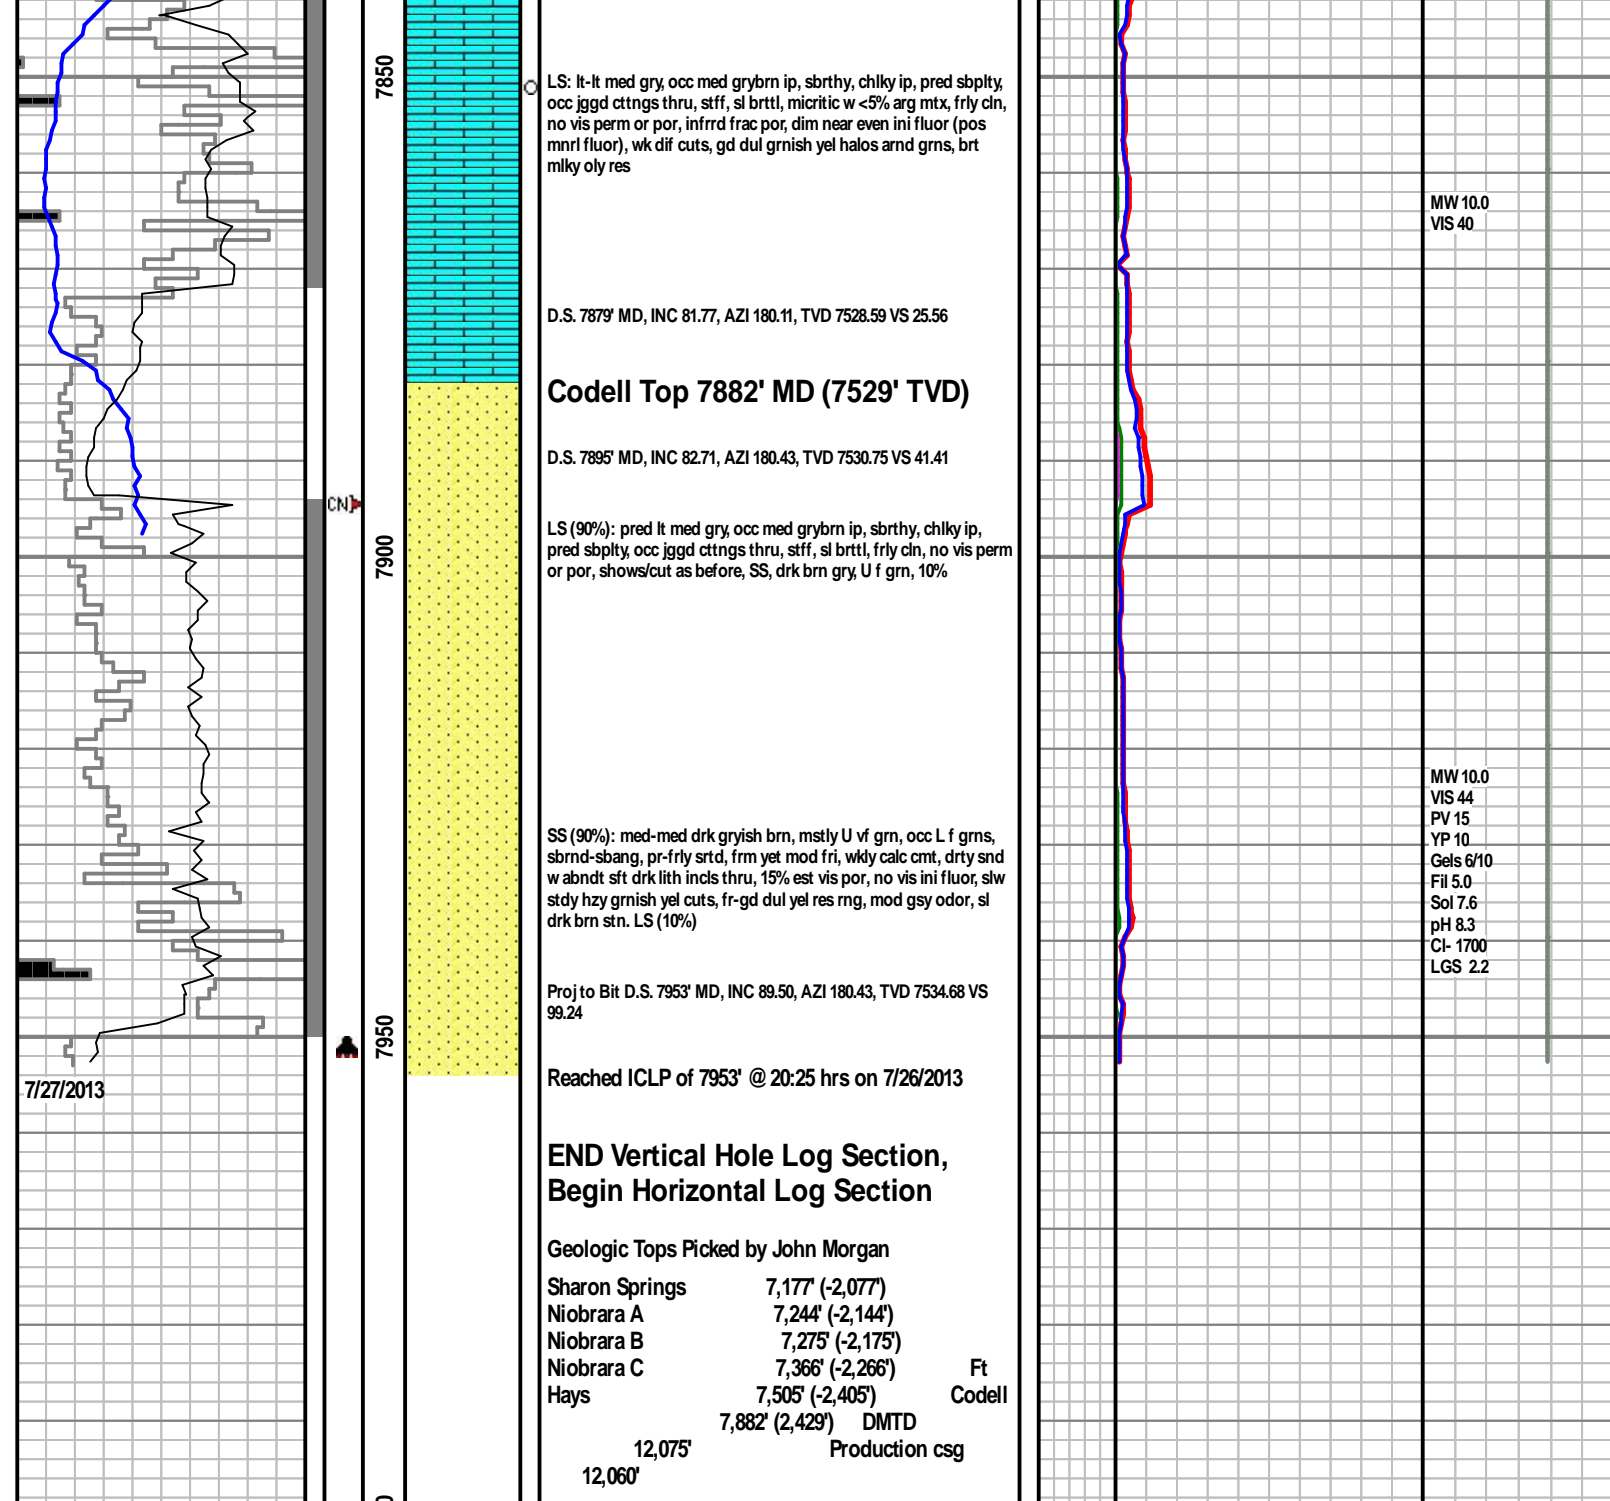 7850
LS: lt-lt med gry, occ med grybrn ip, sbrthy, chlky ip, pred sbplty,
occ jggd cttngs thru, stff, sl brttl, micritic w <5% arg mtx, frly cln,
no vis perm or por, infrrd frac por, dim near even ini fluor (pos
mnrl fluor), wk dif cuts, gd dul grnish yel halos arnd grns, brt
mlky oly res
MW 10.0
VIS 40
D.S. 7879' MD, INC 81.77, AZI 180.11, TVD 7528.59 VS 25.56
Codell Top 7882' MD (7529' TVD)
D.S. 7895' MD, INC 82.71, AZI 180.43, TVD 7530.75 VS 41.41
CN
7900
LS (90%): pred lt med gry, occ med grybrn ip, sbrthy, chlky ip,
pred sbplty, occ jggd cttngs thru, stff, sl brttl, frly cln, no vis perm
or por, shows/cut as before, SS, drk brn gry, U f grn, 10%
MW 10.0
VIS 44
PV 15
YP 10
Gels 6/10
Fil 5.0
Sol 7.6
pH 8.3
Cl- 1700
LGS 2.2
SS (90%): med-med drk gryish brn, mstly U vf grn, occ L f grns,
sbrnd-sbang, pr-frly srtd, frm yet mod fri, wkly calc cmt, drty snd
w abndt sft drk lith incls thru, 15% est vis por, no vis ini fluor, slw
stdy hzy grnish yel cuts, fr-gd dul yel res rng, mod gsy odor, sl
drk brn stn. LS (10%)
Proj to Bit D.S. 7953' MD, INC 89.50, AZI 180.43, TVD 7534.68 VS
99.24
7950
7/27/2013
Reached ICLP of 7953' @ 20:25 hrs on 7/26/2013
END Vertical Hole Log Section,
Begin Horizontal Log Section
Geologic Tops Picked by John Morgan
Sharon Springs 7,177' (-2,077')
Niobrara A 7,244' (-2,144')
Niobrara B 7,275' (-2,175')
Niobrara C 7,366' (-2,266') Ft
Hays 7,505' (-2,405') Codell
7,882' (2,429') DMTD
12,075' Production csg
12,060'